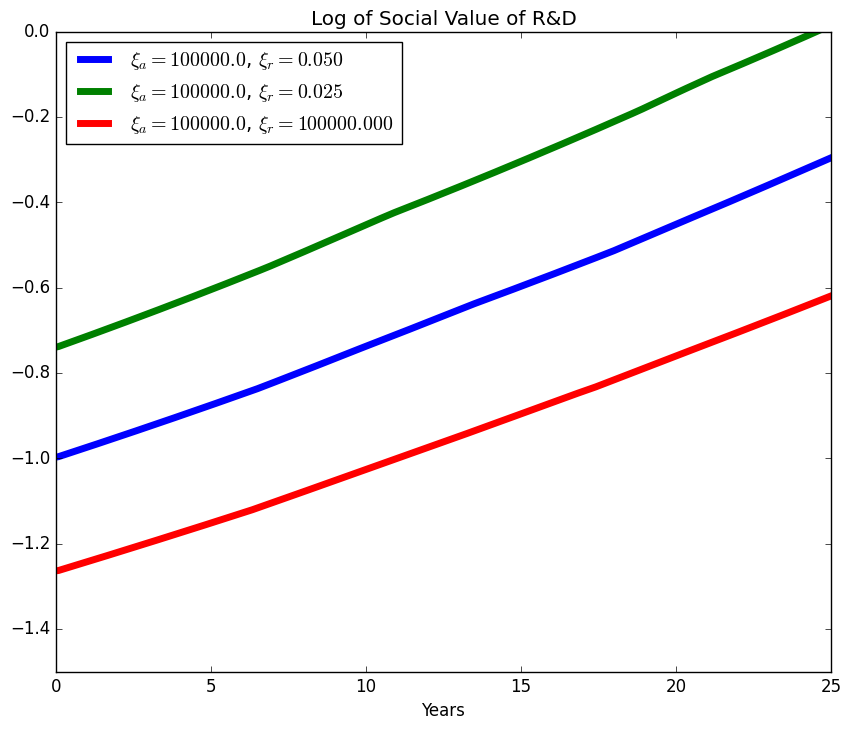 Log of Social Value of R&D
ξₐ = 100000.0, ξᵣ = 0.050
ξₐ = 100000.0, ξᵣ = 0.025
ξₐ = 100000.0, ξᵣ = 100000.000
0.0
−0.2
−0.4
−0.6
−0.8
−1.0
−1.2
−1.4
0 5 10 15 20 25
Years